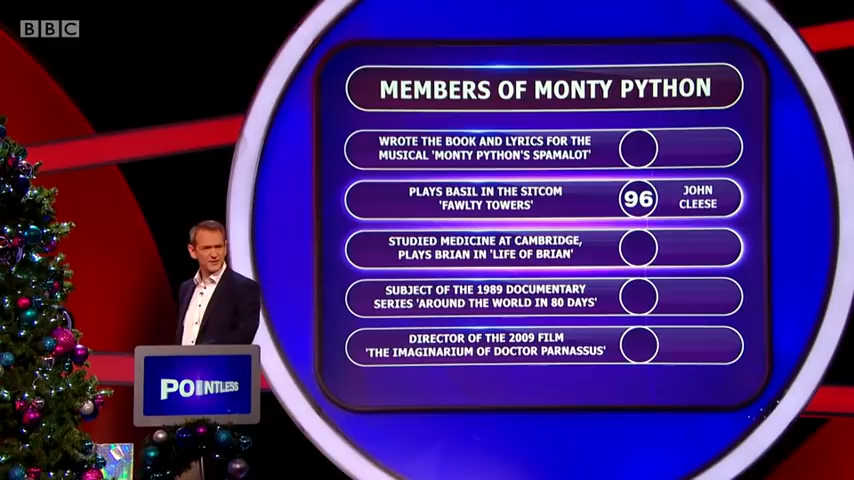 BBC
MEMBERS OF MONTY PYTHON
WROTE THE BOOK AND LYRICS FOR THE
MUSICAL 'MONTY PYTHON'S SPAMALOT'
PLAYS BASIL IN THE SITCOM
'FAWLTY TOWERS'
96
JOHN
CLEESE
STUDIED MEDICINE AT CAMBRIDGE,
PLAYS BRIAN IN 'LIFE OF BRIAN'
SUBJECT OF THE 1989 DOCUMENTARY
SERIES 'AROUND THE WORLD IN 80 DAYS'
DIRECTOR OF THE 2009 FILM
'THE IMAGINARIUM OF DOCTOR PARNASSUS'
POINTLESS